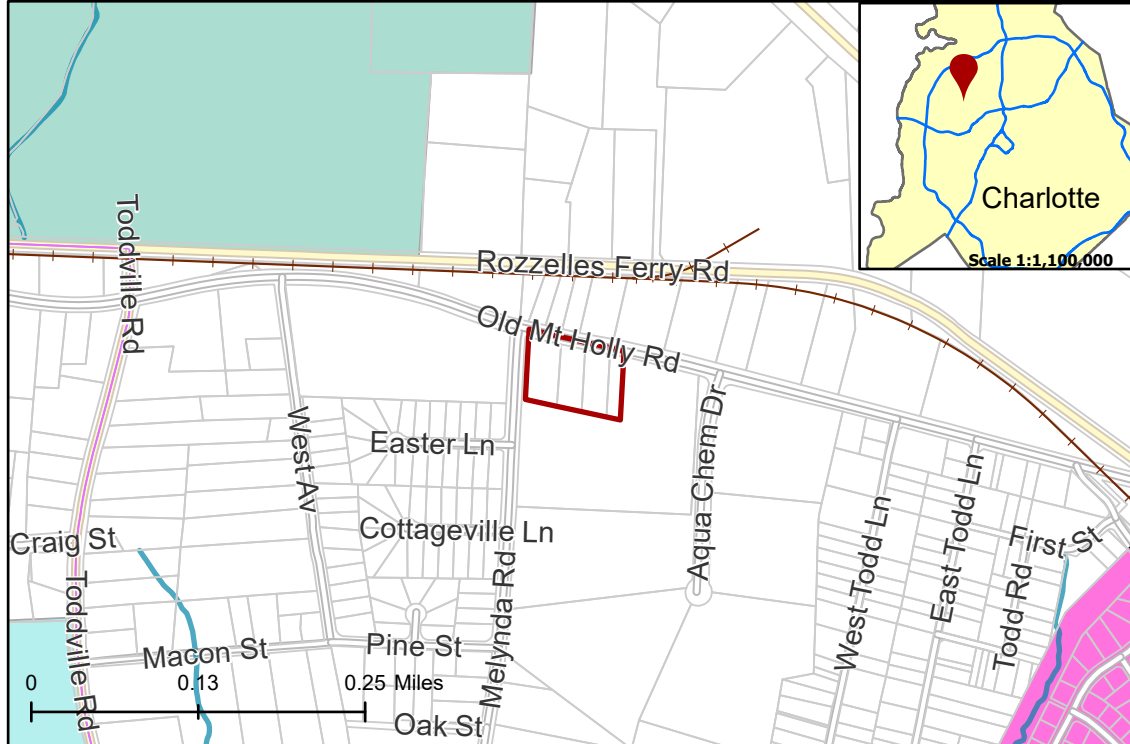 Charlotte
Scale 1:1,100,000
Toddville Rd
Rozzelles Ferry Rd
Old Mt Holly Rd
West Av
Easter Ln
Aqua Chem Dr
Cottageville Ln
Craig St
West Todd Ln
East Todd Ln
First St
Todd Rd
Toddville Rd
Melynda Rd
Macon St
Pine St
Oak St
0 0.13 0.25 Miles